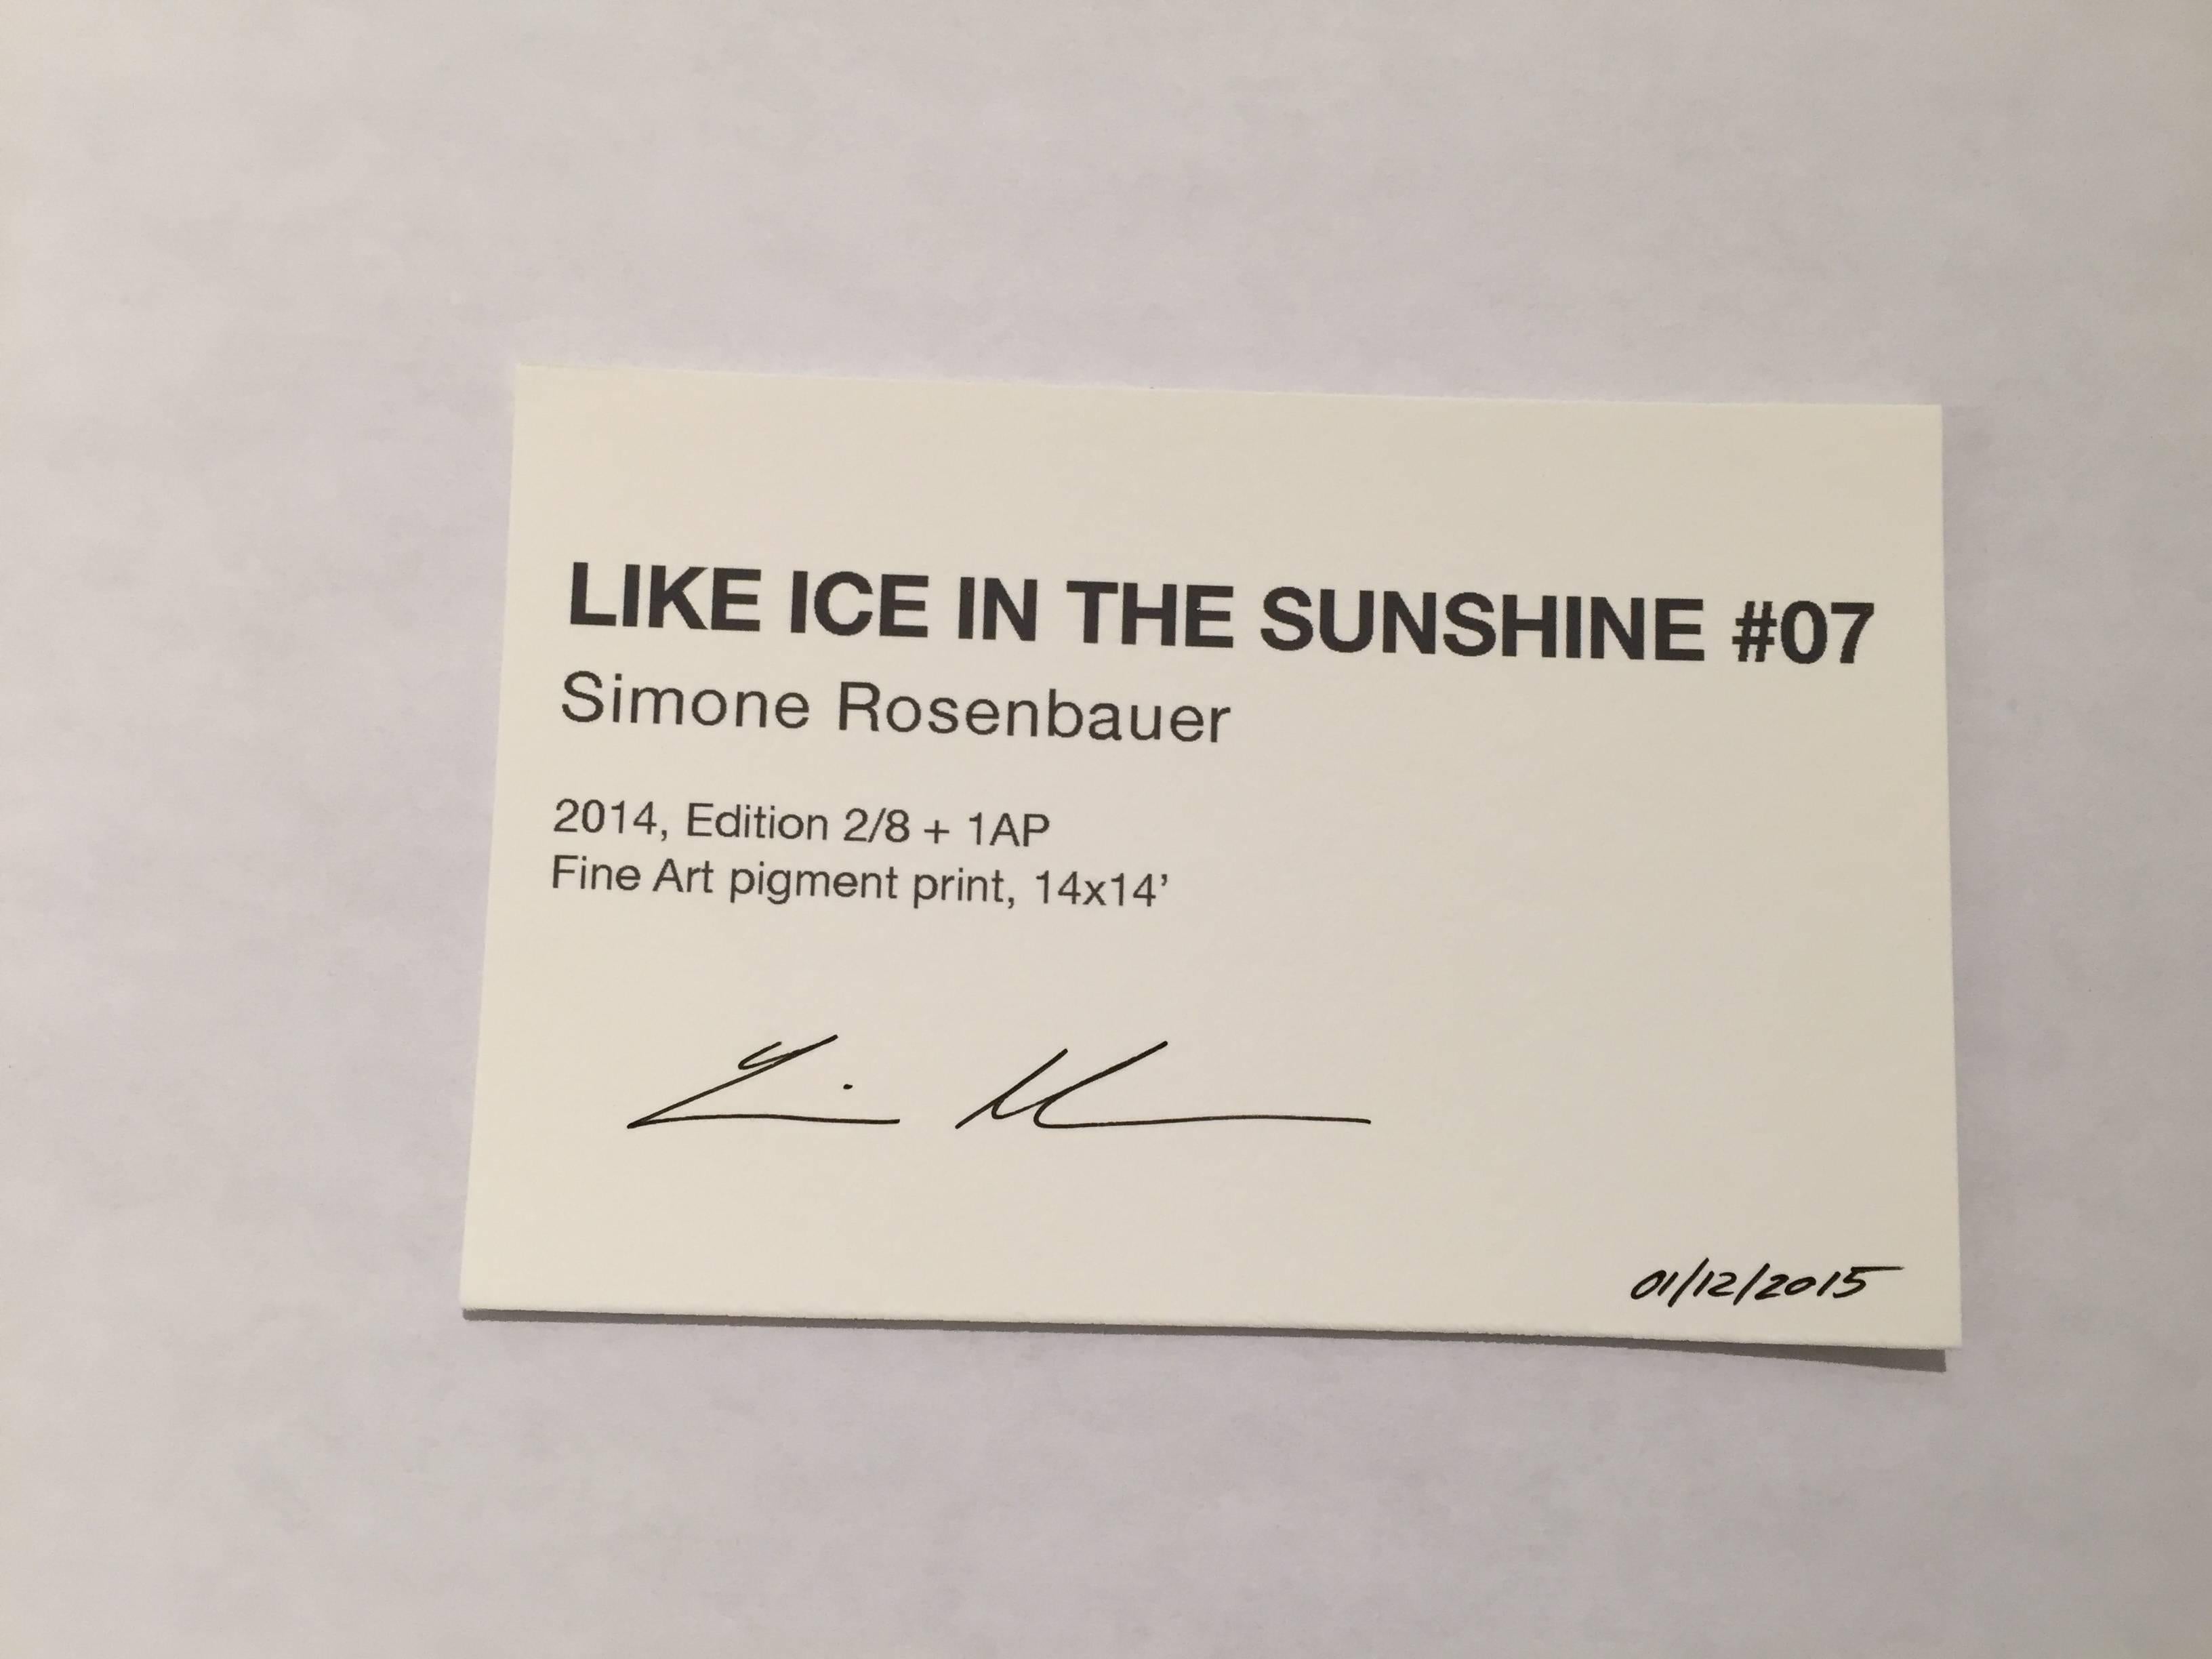 LIKE ICE IN THE SUNSHINE #07
Simone Rosenbauer
2014, Edition 2/8 + 1AP
Fine Art pigment print, 14x14’
01/12/2015